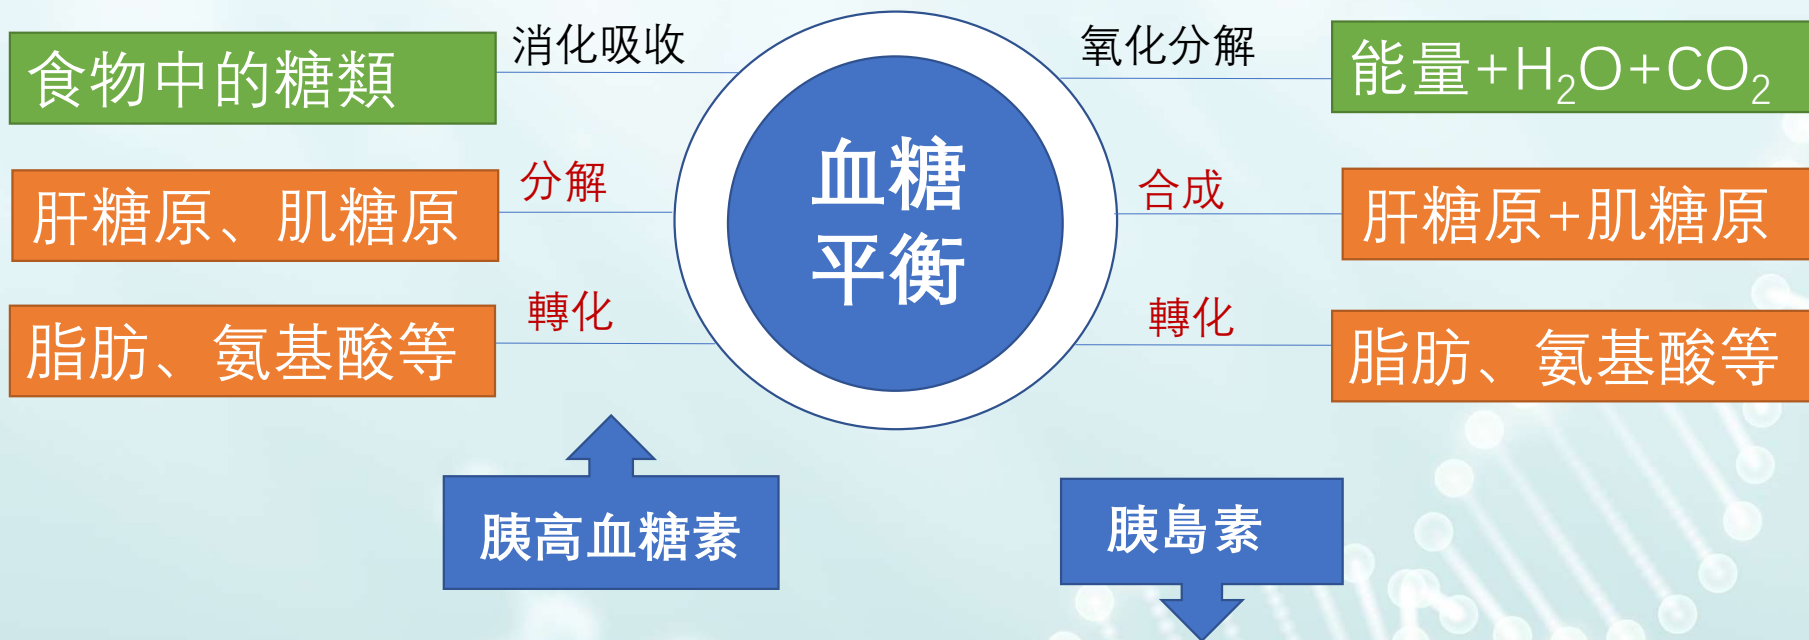 食物中的糖類
消化吸收
氧化分解
能量+H₂O+CO₂
血糖
平衡
肝糖原、肌糖原
分解
合成
肝糖原+肌糖原
脂肪、氨基酸等
轉化
轉化
脂肪、氨基酸等
胰高血糖素
胰島素